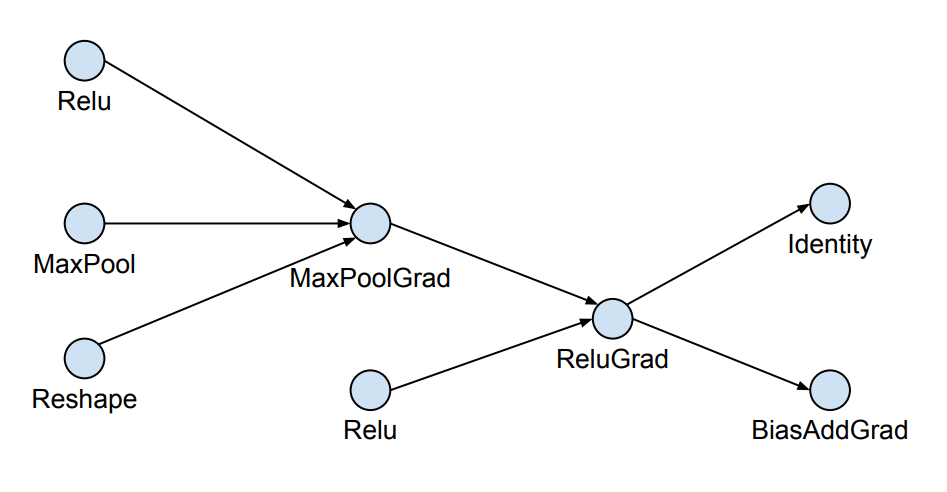 Relu
MaxPool
Reshape
MaxPoolGrad
Relu
ReluGrad
Identity
BiasAddGrad